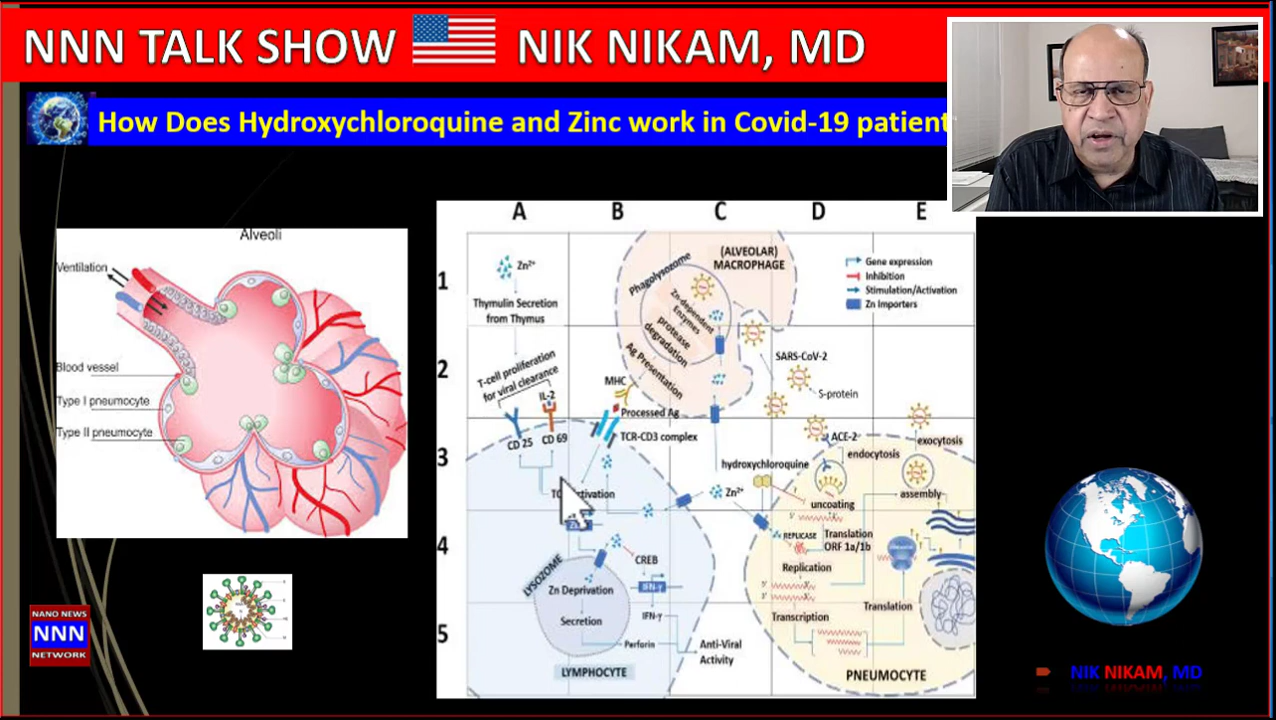 NNN TALK SHOW NIK NIKAM, MD
How Does Hydroxychloroquine and Zinc work in Covid-19 patient
Alveoli
Ventilation
Blood vessel
Type I pneumocyte
Type II pneumocyte
A B C D E
1
2
3
4
5
Zn²⁺
Thymulin Secretion
from Thymus
T-cell proliferation
for viral clearance
IL-2
CD 25
CD 69
(ALVEOLAR)
MACROPHAGE
Phagolysozome
Zn-dependent
Enzymes
protease
degradation
Ag Presentation
MHC
Processed Ag
TCR-CD3 complex
Gene expression
Inhibition
Stimulation/Activation
Zn Importers
SARS-CoV-2
S-protein
ACE-2
endocytosis
exocytosis
hydroxychloroquine
Zn²⁺
uncoating
assembly
REPLICASE
Translation
ORF 1a/1b
Replication
Transcription
Translation
PNEUMOCYTE
LYSOZOME
Zn Deprivation
Secretion
CREB
IFN-γ
IFN-γ
Perforin
Anti-Viral
Activity
LYMPHOCYTE
NANO NEWS
NNN
NETWORK
NIK NIKAM, MD